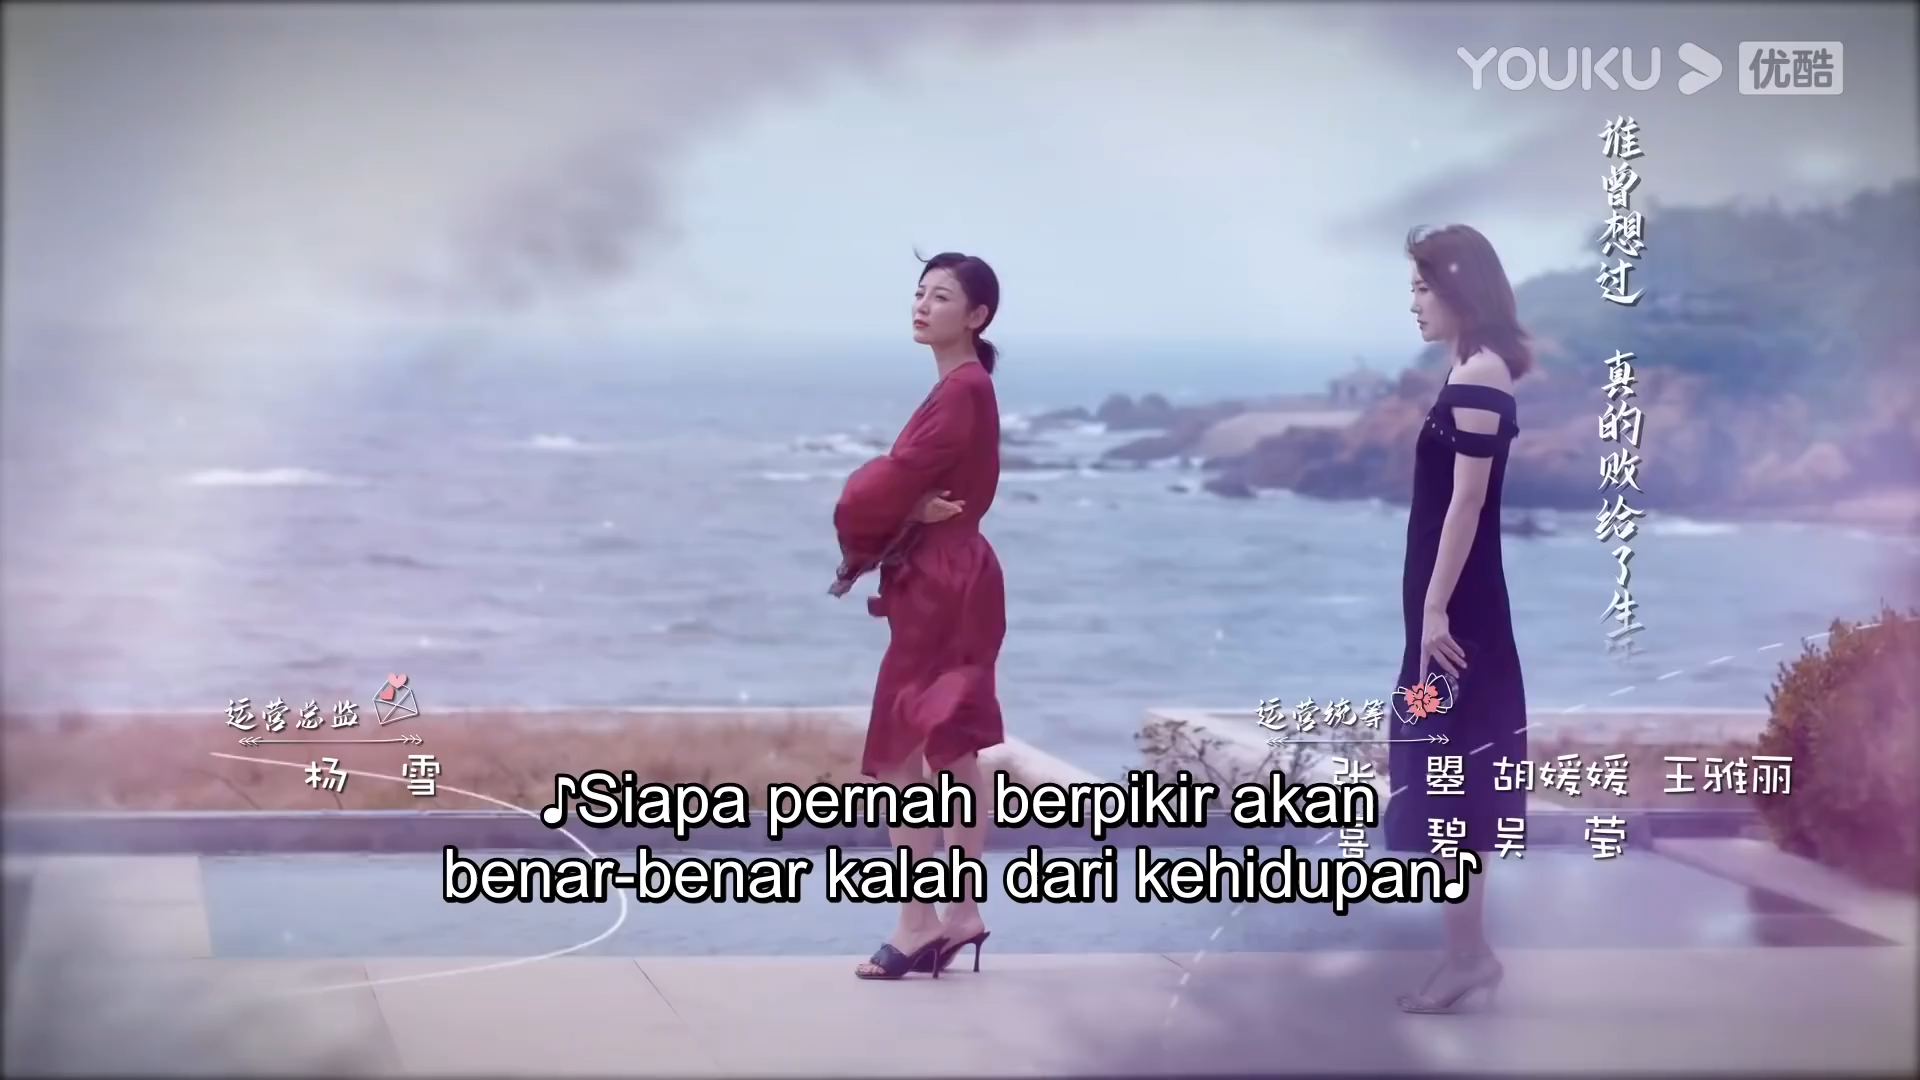 YOUKU 优酷
谁曾想过 真的败给了生
运营总监
杨 雪
运营统筹
张 曌 胡媛媛 王雅丽
喜 碧 吴 莹
♪Siapa pernah berpikir akan
benar-benar kalah dari kehidupan♪